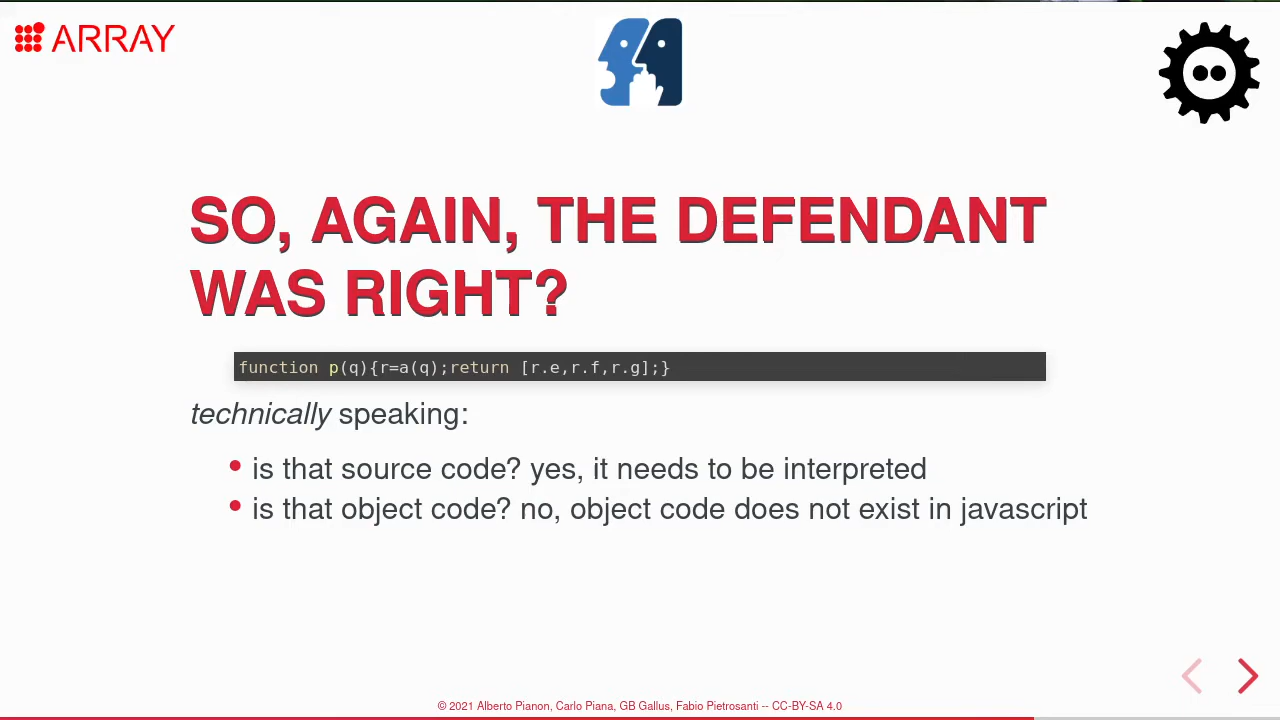 ARRAY
SO, AGAIN, THE DEFENDANT
WAS RIGHT?
function p(q){r=a(q);return [r.e,r.f,r.g];}
technically speaking:
is that source code? yes, it needs to be interpreted
is that object code? no, object code does not exist in javascript
© 2021 Alberto Pianon, Carlo Piana, GB Gallus, Fabio Pietrosanti -- CC-BY-SA 4.0